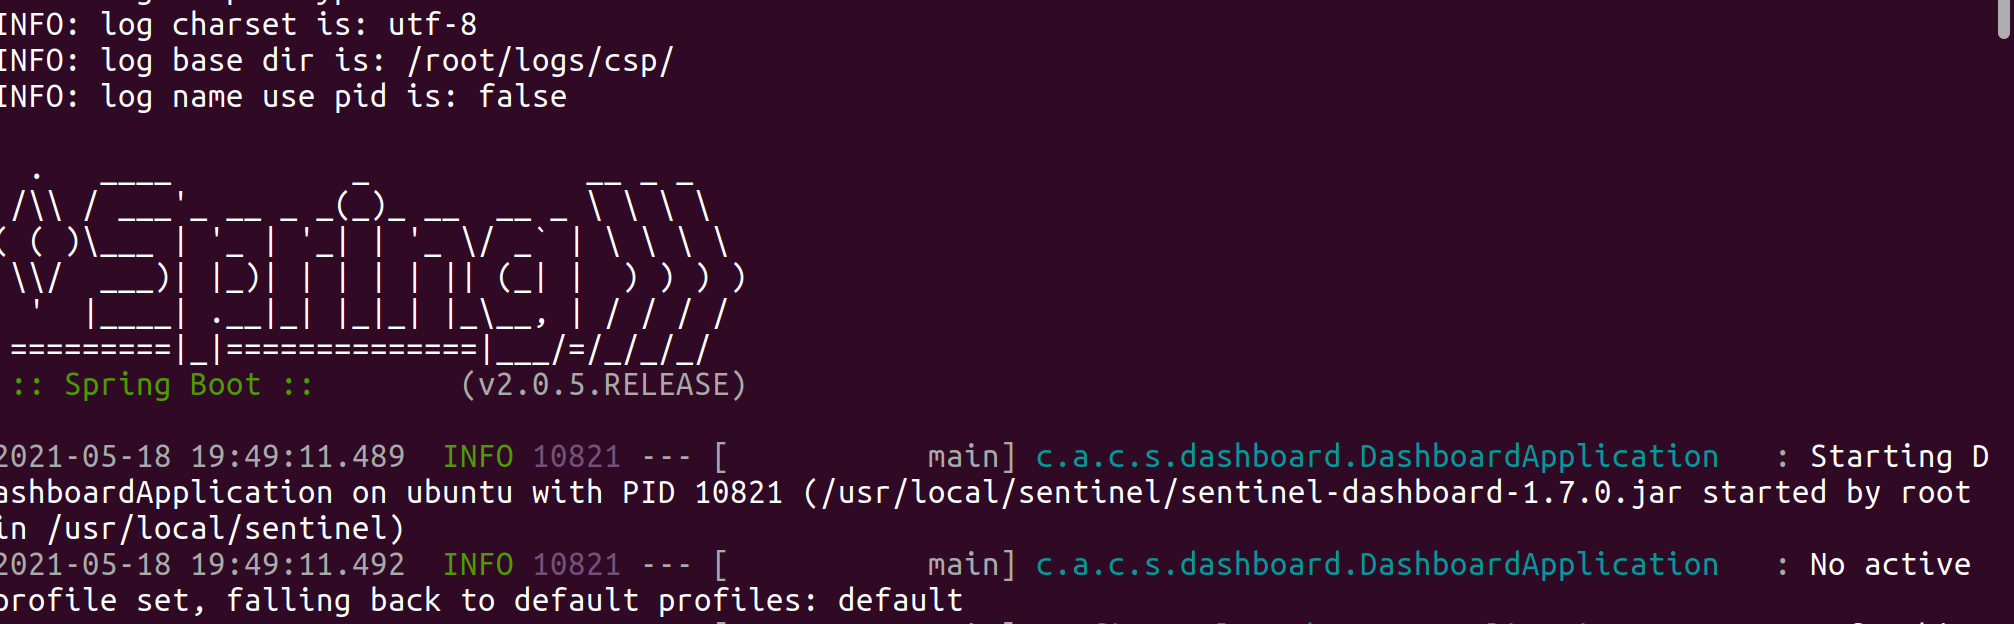 INFO: log charset is: utf-8
INFO: log base dir is: /root/logs/csp/
INFO: log name use pid is: false
  .   ____          _            __ _ _
 /\\ / ___'_ __ _ _(_)_ __  __ _ \ \ \ \
( ( )\___ | '_ | '_| | '_ \/ _` | \ \ \ \
 \\/  ___)| |_)| | | | | || (_| |  ) ) ) )
  '  |____| .__|_| |_|_| |_\__, | / / / /
 =========|_|==============|___/=/_/_/_/
 :: Spring Boot ::        (v2.0.5.RELEASE)
2021-05-18 19:49:11.489  INFO 10821 --- [           main] c.a.c.s.dashboard.DashboardApplication   : Starting D
ashboardApplication on ubuntu with PID 10821 (/usr/local/sentinel/sentinel-dashboard-1.7.0.jar started by root
in /usr/local/sentinel)
2021-05-18 19:49:11.492  INFO 10821 --- [           main] c.a.c.s.dashboard.DashboardApplication   : No active
profile set, falling back to default profiles: default